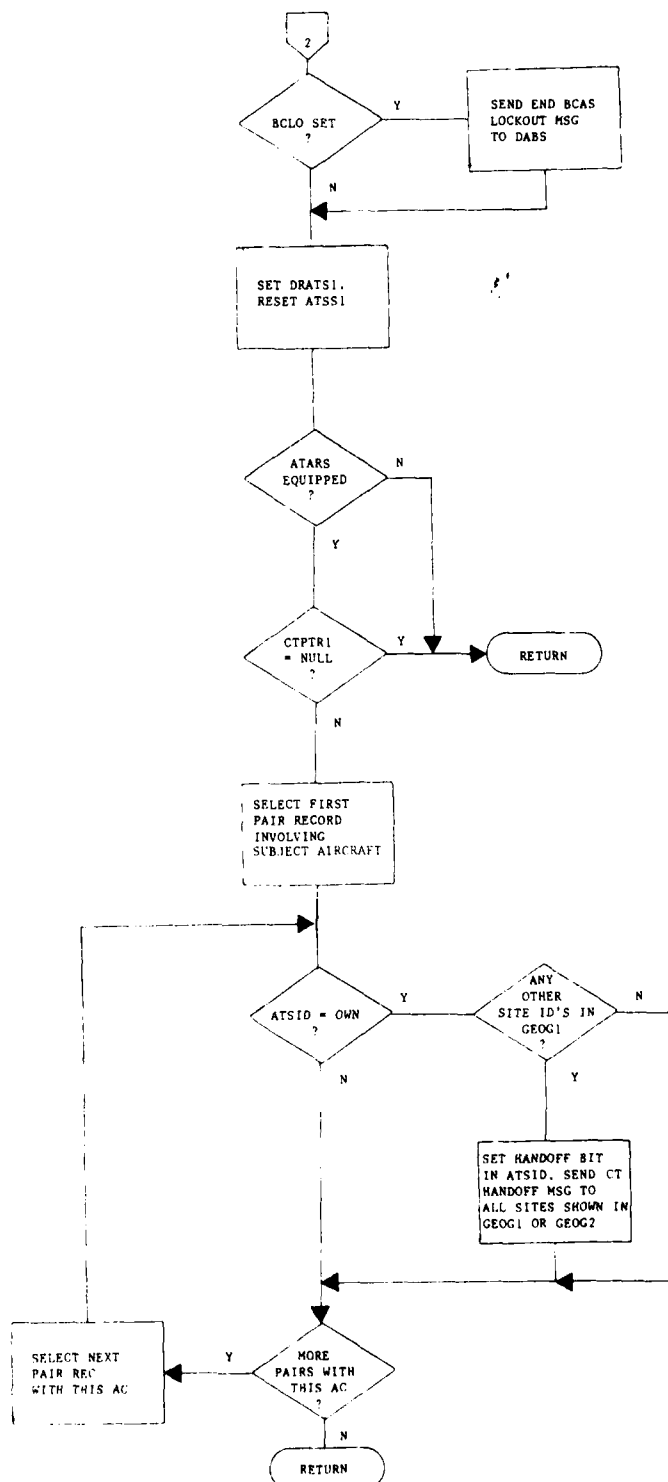 2
BCLO SET
?
Y
SEND END BCAS
LOCKOUT MSG
TO DABS
N
SET DRATS1.
RESET ATSS1
ATARS
EQUIPPED
?
N
Y
CTPTR1
= NULL
?
Y
RETURN
N
SELECT FIRST
PAIR RECORD
INVOLVING
SUBJECT AIRCRAFT
ATSID = OWN
?
Y
ANY
OTHER
SITE ID'S IN
GEOG1
?
N
N
Y
SET HANDOFF BIT
IN ATSID. SEND CT
HANDOFF MSG TO
ALL SITES SHOWN IN
GEOG1 OR GEOG2
SELECT NEXT
PAIR REC
WITH THIS AC
Y
MORE
PAIRS WITH
THIS AC
?
N
RETURN